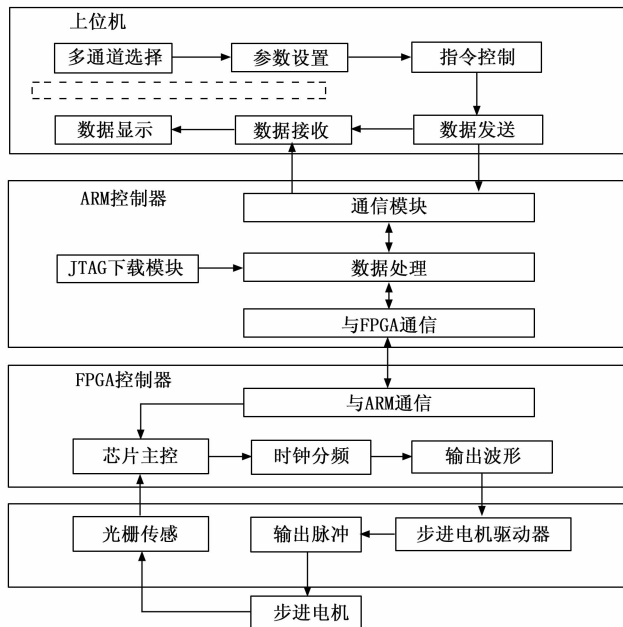 上位机
多通道选择
参数设置
指令控制
数据显示
数据接收
数据发送
ARM控制器
通信模块
JTAG下载模块
数据处理
与FPGA通信
FPGA控制器
与ARM通信
芯片主控
时钟分频
输出波形
光栅传感
输出脉冲
步进电机驱动器
步进电机